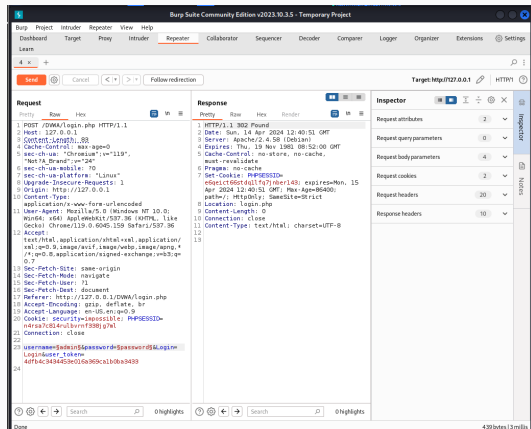 Burp Suite Community Edition v2023.10.3.5 - Temporary Project
Burp Project Intruder Repeater View Help
Dashboard Target Proxy Intruder Repeater Collaborator Sequencer Decoder Comparer Logger Organizer Extensions Settings
Learn
4 × +
Send Cancel < > Follow redirection Target: http://127.0.0.1 HTTP/1
Request
Pretty Raw Hex
1 POST /DVWA/login.php HTTP/1.1
2 Host: 127.0.0.1
3 Content-Length: 88
4 Cache-Control: max-age=0
5 sec-ch-ua: "Chromium";v="119",
"Not?A_Brand";v="24"
6 sec-ch-ua-mobile: ?0
7 sec-ch-ua-platform: "Linux"
8 Upgrade-Insecure-Requests: 1
9 Origin: http://127.0.0.1
10 Content-Type:
application/x-www-form-urlencoded
11 User-Agent: Mozilla/5.0 (Windows NT 10.0;
Win64; x64) AppleWebKit/537.36 (KHTML, like
Gecko) Chrome/119.0.6045.159 Safari/537.36
12 Accept:
text/html,application/xhtml+xml,application/
xml;q=0.9,image/avif,image/webp,image/apng,*
/*;q=0.8,application/signed-exchange;v=b3;q=
0.7
13 Sec-Fetch-Site: same-origin
14 Sec-Fetch-Mode: navigate
15 Sec-Fetch-User: ?1
16 Sec-Fetch-Dest: document
17 Referer: http://127.0.0.1/DVWA/login.php
18 Accept-Encoding: gzip, deflate, br
19 Accept-Language: en-US,en;q=0.9
20 Cookie: security=impossible; PHPSESSID=
21 Connection: close
22
23 username=§admin§&password=§password§&Login=
Login&user_token=
24
Search 0 highlights
Response
Pretty Raw Hex Render
1 HTTP/1.1 302 Found
2 Date: Sun, 14 Apr 2024 12:40:51 GMT
3 Server: Apache/2.4.58 (Debian)
4 Expires: Thu, 19 Nov 1981 08:52:00 GMT
5 Cache-Control: no-store, no-cache,
must-revalidate
6 Pragma: no-cache
7 Set-Cookie: PHPSESSID=
expires=Mon, 15
Apr 2024 12:40:51 GMT; Max-Age=86400;
path=/; HttpOnly; SameSite=Strict
8 Location: login.php
9 Content-Length: 0
10 Connection: close
11 Content-Type: text/html; charset=UTF-8
12
13
Search 0 highlights
Inspector
Request attributes 2
Request query parameters 0
Request body parameters 4
Request cookies 2
Request headers 20
Response headers 10
Inspector
Notes
Done
439 bytes | 3 millis